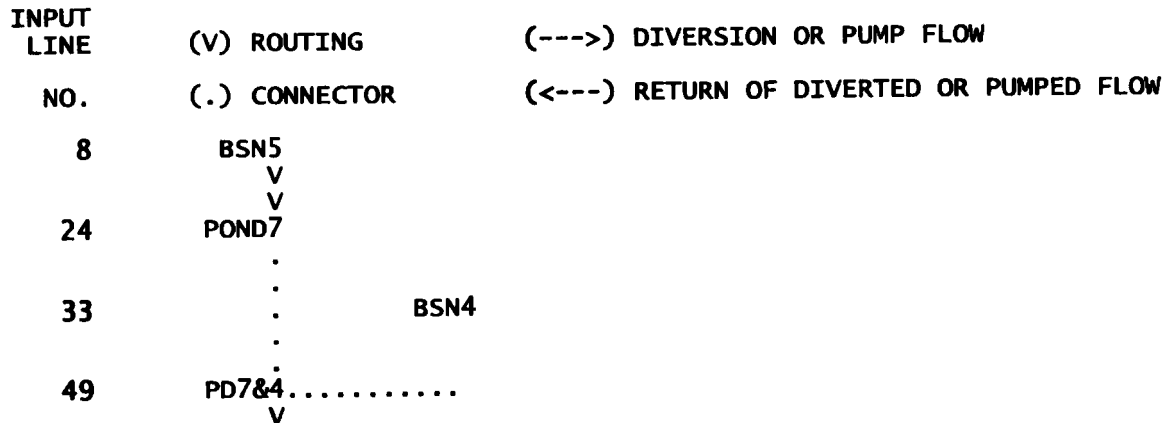 INPUT
LINE (V) ROUTING (--->) DIVERSION OR PUMP FLOW
NO. (.) CONNECTOR (<---) RETURN OF DIVERTED OR PUMPED FLOW
8 BSN5
V
V
24 POND7
.
.
33 . BSN4
.
.
49 PD7&4...........
V